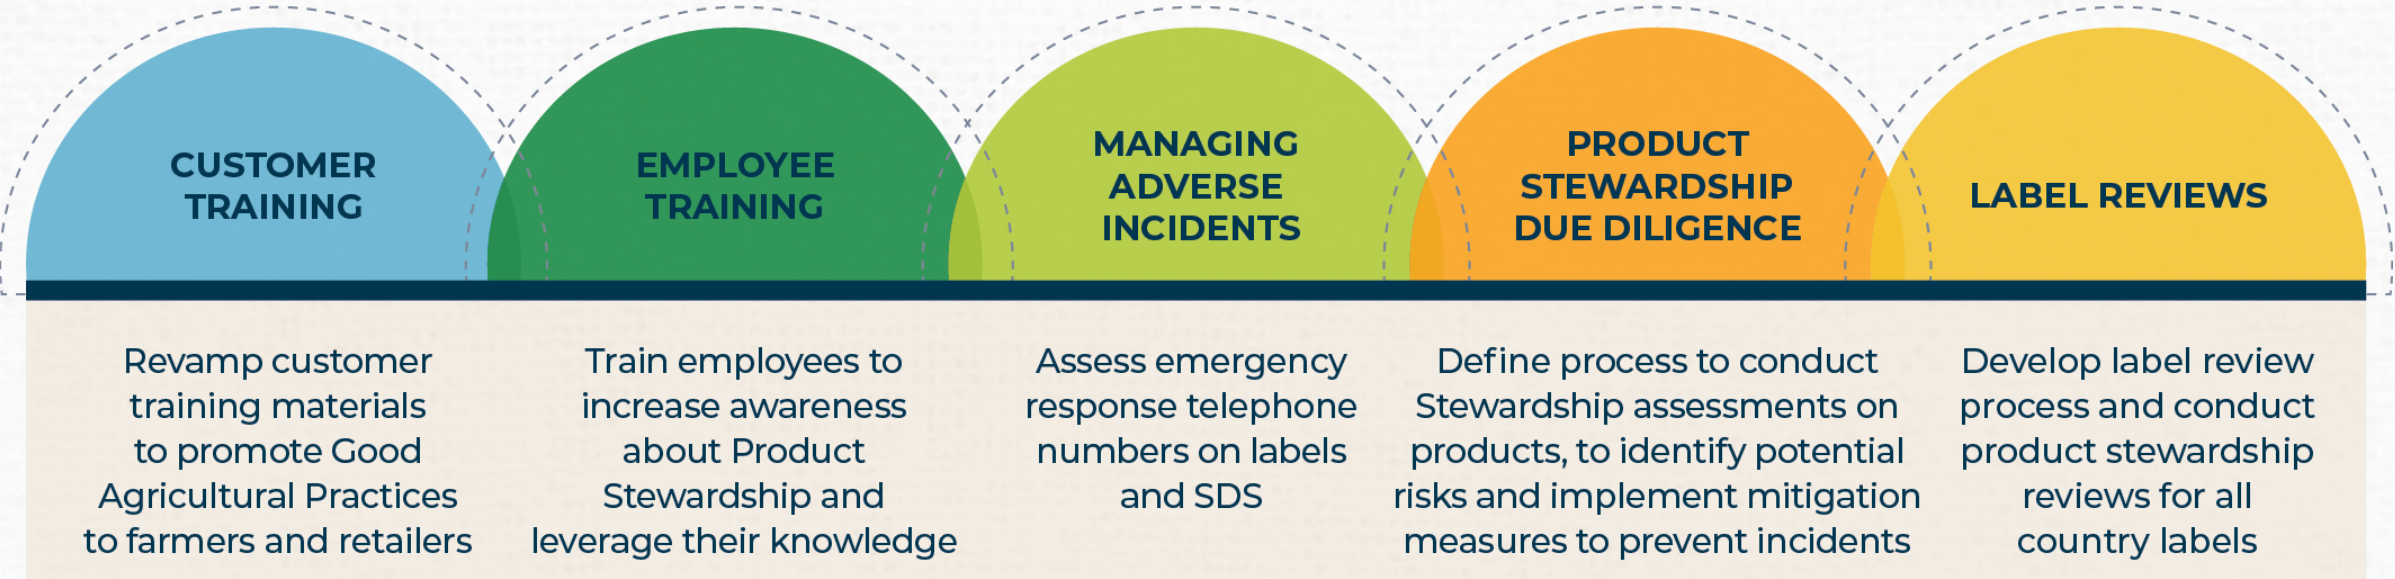 CUSTOMER
TRAINING
Revamp customer
training materials
to promote Good
Agricultural Practices
to farmers and retailers
EMPLOYEE
TRAINING
Train employees to
increase awareness
about Product
Stewardship and
leverage their knowledge
MANAGING
ADVERSE
INCIDENTS
Assess emergency
response telephone
numbers on labels
and SDS
PRODUCT
STEWARDSHIP
DUE DILIGENCE
Define process to conduct
Stewardship assessments on
products, to identify potential
risks and implement mitigation
measures to prevent incidents
LABEL REVIEWS
Develop label review
process and conduct
product stewardship
reviews for all
country labels